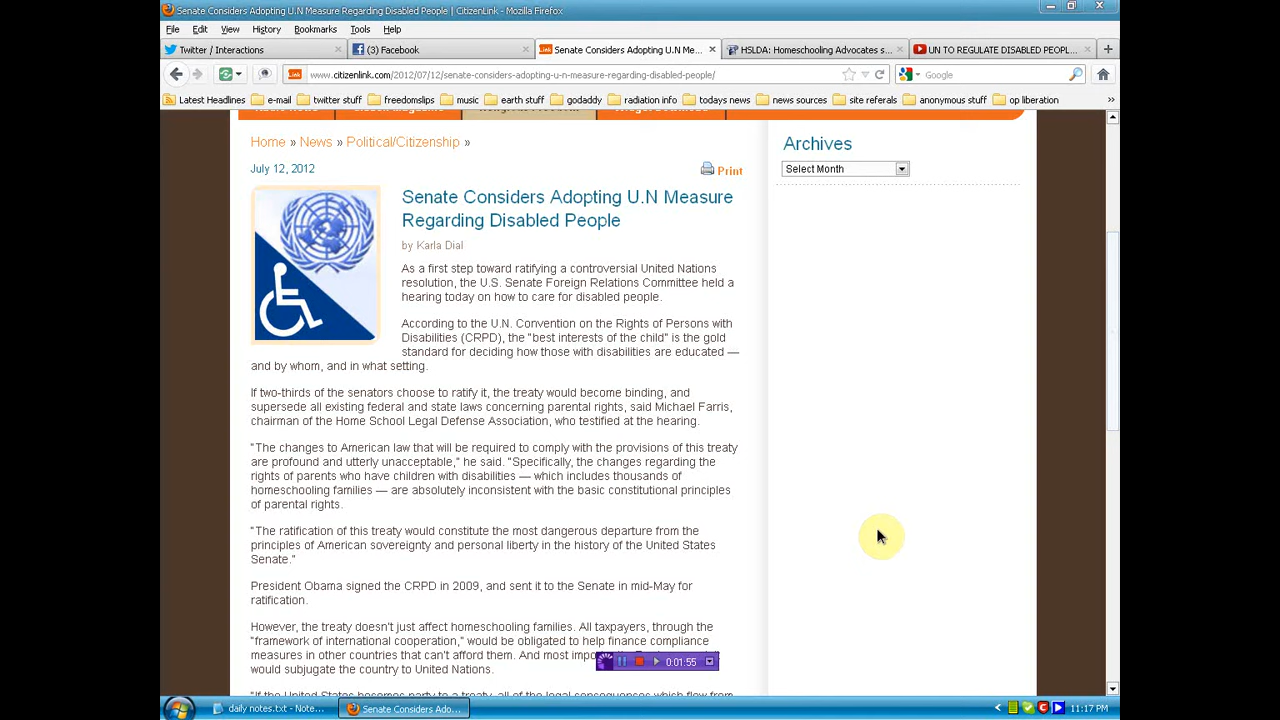 Senate Considers Adopting U.N Measure Regarding Disabled People | CitizenLink - Mozilla Firefox
File Edit View History Bookmarks Tools Help
Twitter / Interactions
(3) Facebook
Senate Considers Adopting U.N Me...
HSLDA: Homeschooling Advocates s...
UN TO REGULATE DISABLED PEOPL...
www.citizenlink.com/2012/07/12/senate-considers-adopting-u-n-measure-regarding-disabled-people/
Google
Latest Headlines e-mail twitter stuff freedomslips music earth stuff godaddy radiation info todays news news sources site referals anonymous stuff op liberation »
Home » News » Political/Citizenship »
July 12, 2012
Print
Senate Considers Adopting U.N Measure
Regarding Disabled People
by Karla Dial
As a first step toward ratifying a controversial United Nations
resolution, the U.S. Senate Foreign Relations Committee held a
hearing today on how to care for disabled people.
According to the U.N. Convention on the Rights of Persons with
Disabilities (CRPD), the "best interests of the child" is the gold
standard for deciding how those with disabilities are educated —
and by whom, and in what setting.
If two-thirds of the senators choose to ratify it, the treaty would become binding, and
supersede all existing federal and state laws concerning parental rights, said Michael Farris,
chairman of the Home School Legal Defense Association, who testified at the hearing.
"The changes to American law that will be required to comply with the provisions of this treaty
are profound and utterly unacceptable," he said. "Specifically, the changes regarding the
rights of parents who have children with disabilities — which includes thousands of
homeschooling families — are absolutely inconsistent with the basic constitutional principles
of parental rights.
"The ratification of this treaty would constitute the most dangerous departure from the
principles of American sovereignty and personal liberty in the history of the United States
Senate."
President Obama signed the CRPD in 2009, and sent it to the Senate in mid-May for
ratification.
However, the treaty doesn't just affect homeschooling families. All taxpayers, through the
"framework of international cooperation," would be obligated to help finance compliance
measures in other countries that can't afford them. And most
would subjugate the country to United Nations.
"If the United States becomes party to a treaty, all of the legal consequences which flow from
Archives
Select Month
0:01:55
daily notes.txt - Note...
Senate Considers Ado...
11:17 PM